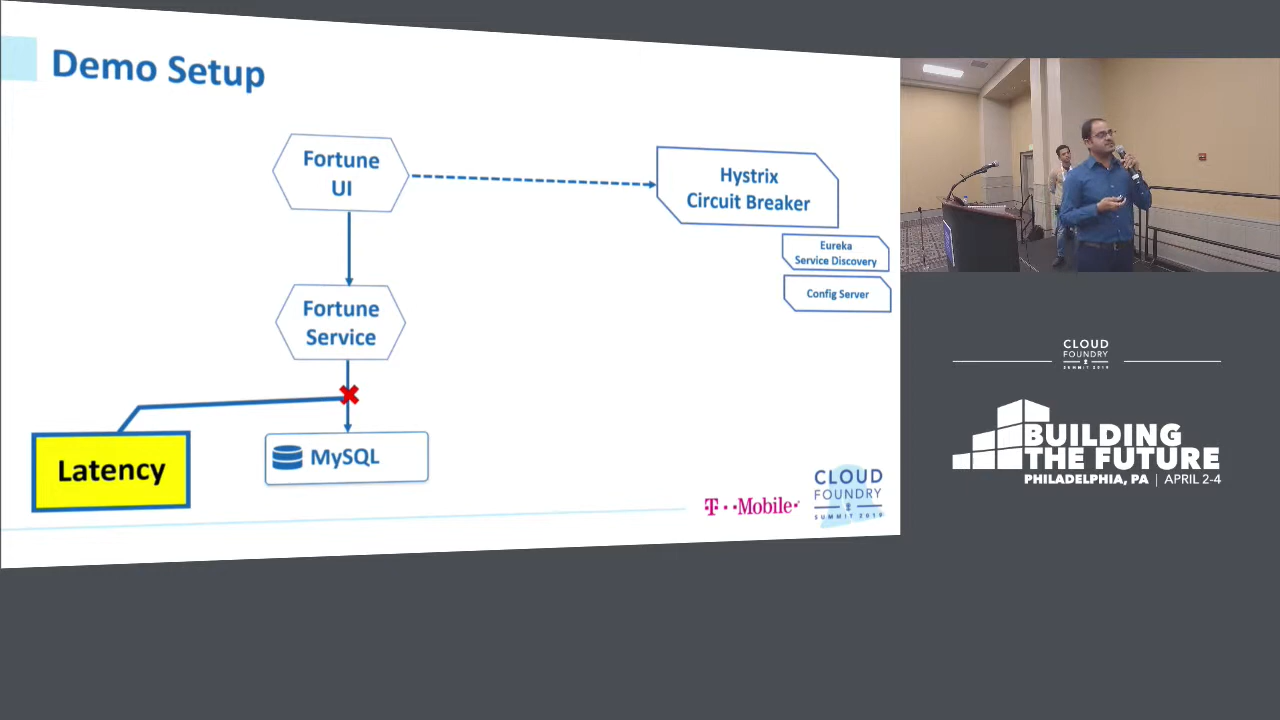 Demo Setup
Fortune
UI
Hystrix
Circuit Breaker
Eureka
Service Discovery
Config Server
Fortune
Service
Latency
MySQL
T··Mobile·
CLOUD
FOUNDRY
SUMMIT 2019
CLOUD
FOUNDRY
SUMMIT 2019
BUILDING
THE FUTURE
PHILADELPHIA, PA | APRIL 2-4